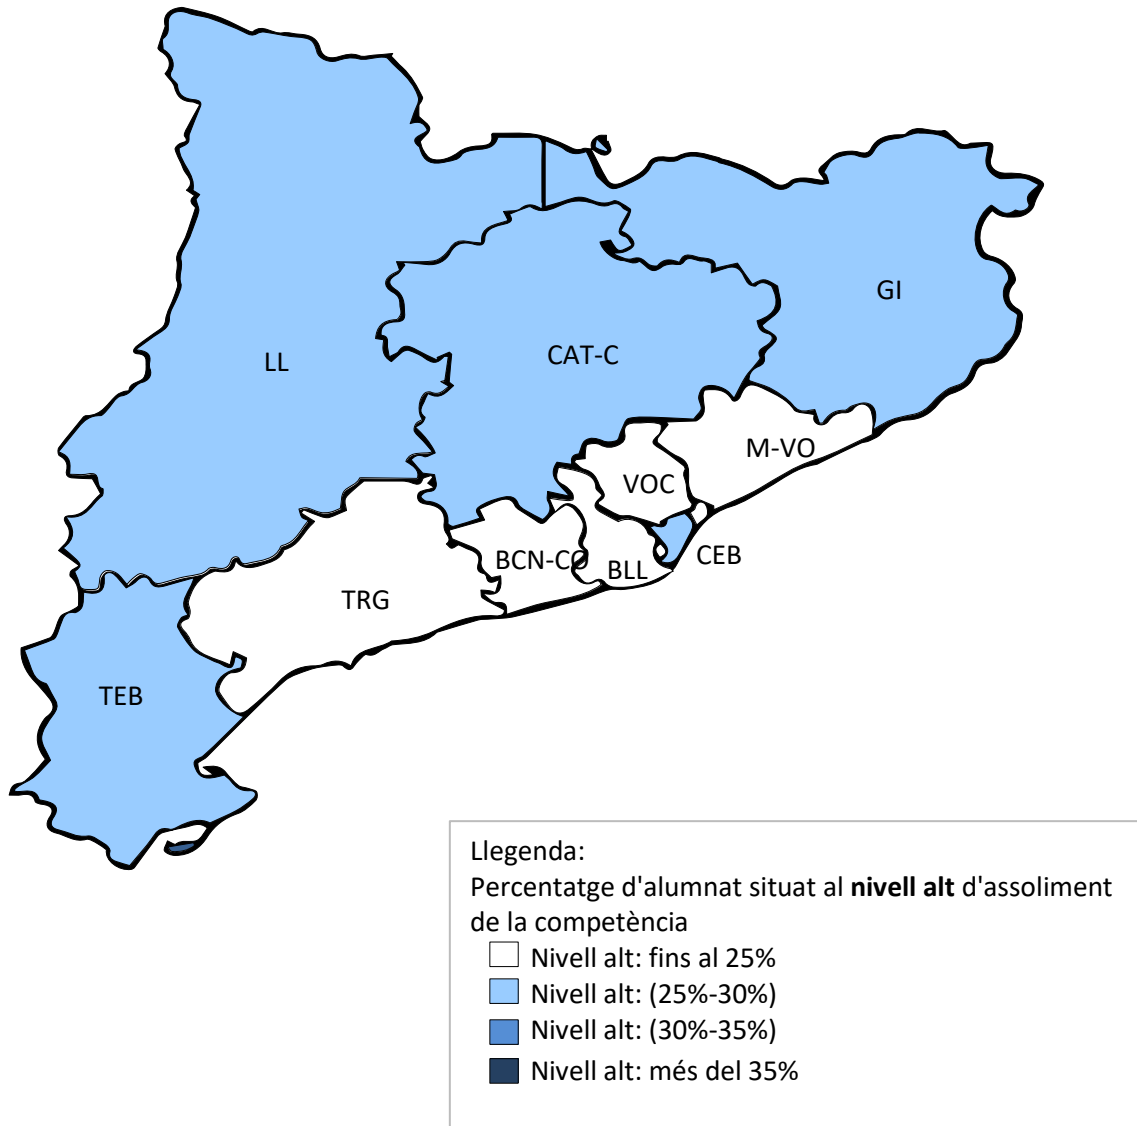 GI
LL
CAT-C
M-VO
VOC
CEB
BCN-CO
BLL
TRG
TEB
Llegenda:
Percentatge d'alumnat situat al nivell alt d'assoliment
de la competència
Nivell alt: fins al 25%
Nivell alt: (25%-30%)
Nivell alt: (30%-35%)
Nivell alt: més del 35%